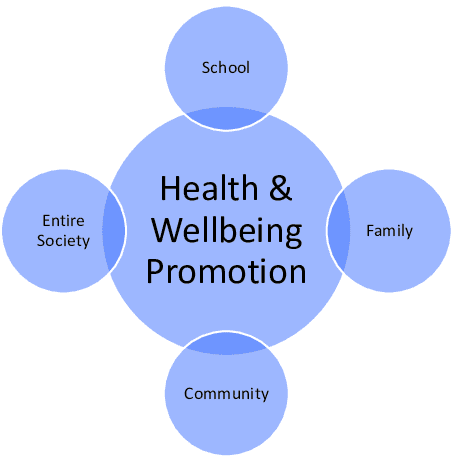 School
Health &
Wellbeing
Promotion
Entire
Society
Family
Community